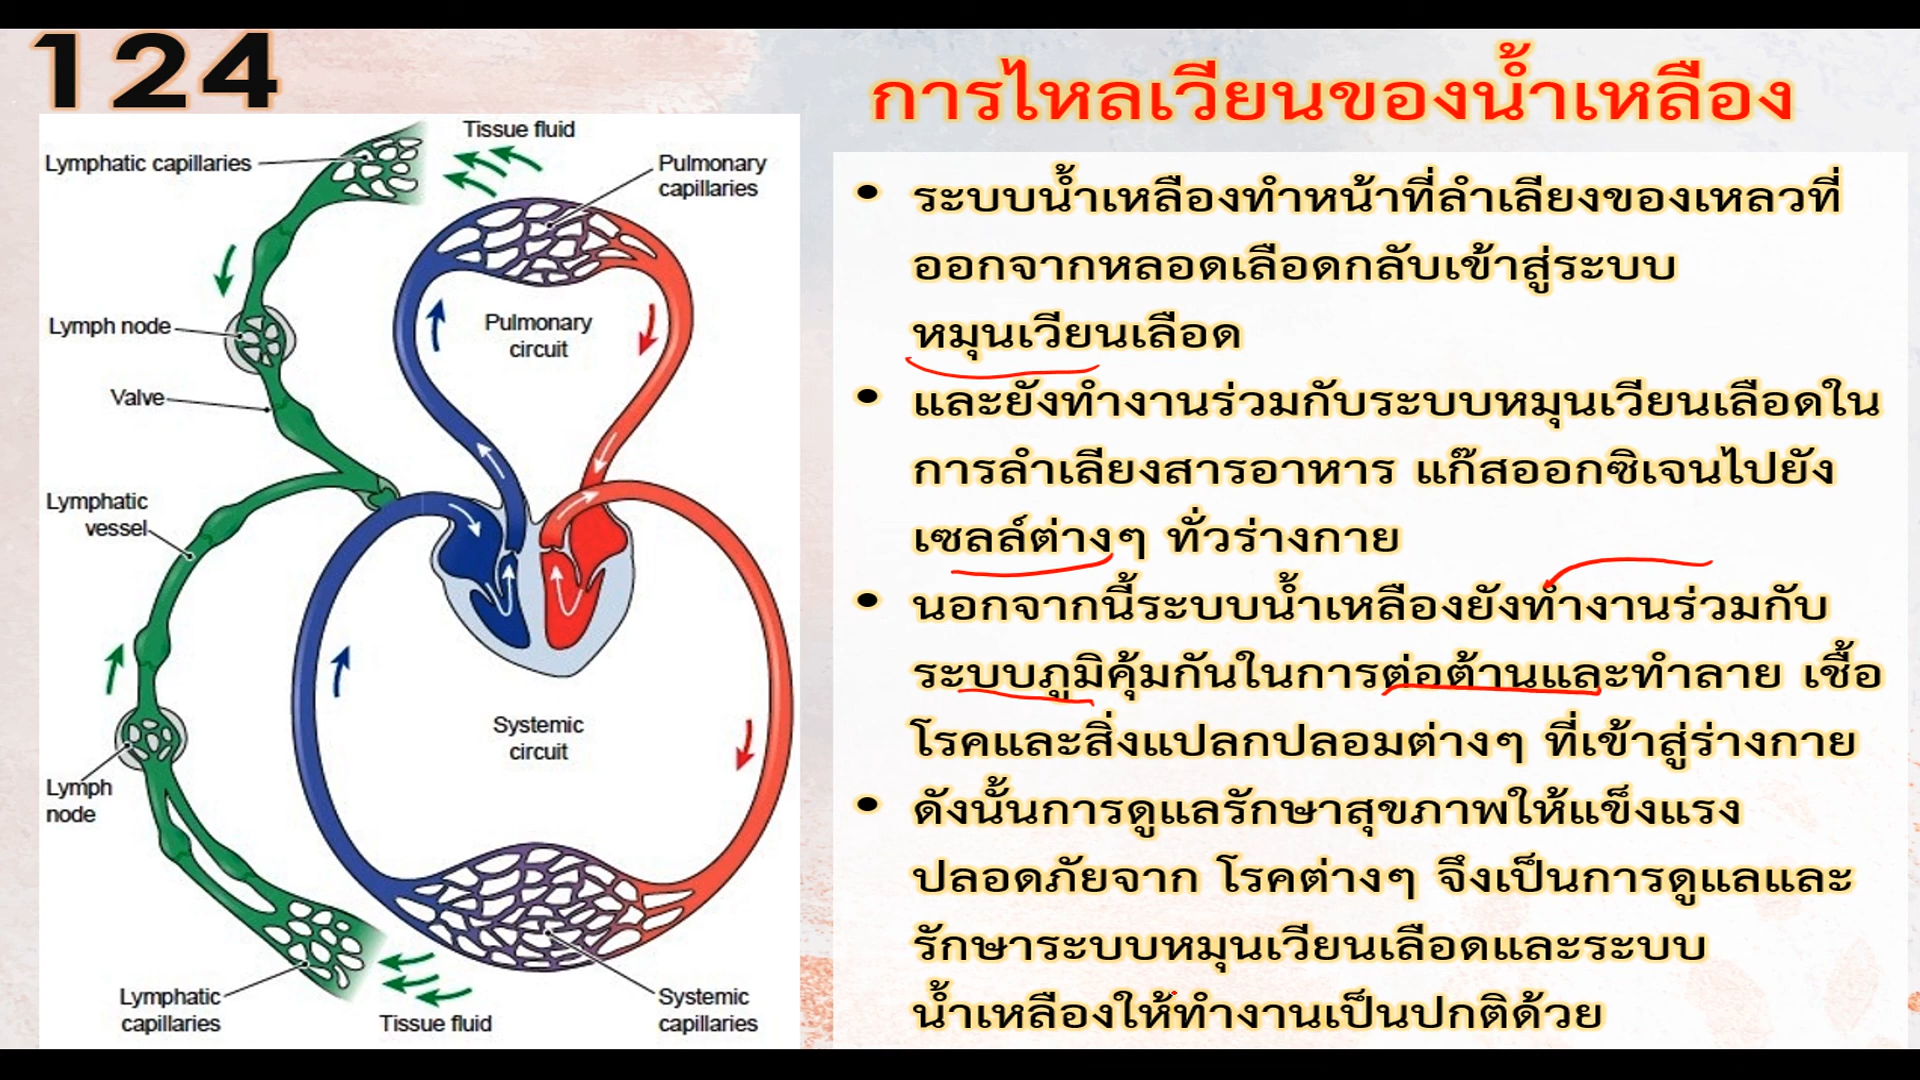 124
การไหลเวียนของน้ำเหลือง
Tissue fluid
Lymphatic capillaries
Pulmonary
capillaries
Lymph node
Pulmonary
circuit
Valve
Lymphatic
vessel
Systemic
circuit
Lymph
node
Lymphatic
capillaries
Tissue fluid
Systemic
capillaries
• ระบบน้ำเหลืองทำหน้าที่ลำเลียงของเหลวที่
ออกจากหลอดเลือดกลับเข้าสู่ระบบ
หมุนเวียนเลือด
• และยังทำงานร่วมกับระบบหมุนเวียนเลือดใน
การลำเลียงสารอาหาร แก๊สออกซิเจนไปยัง
เซลล์ต่างๆ ทั่วร่างกาย
• นอกจากนี้ระบบน้ำเหลืองยังทำงานร่วมกับ
ระบบภูมิคุ้มกันในการต่อต้านและทำลาย เชื้อ
โรคและสิ่งแปลกปลอมต่างๆ ที่เข้าสู่ร่างกาย
• ดังนั้นการดูแลรักษาสุขภาพให้แข็งแรง
ปลอดภัยจาก โรคต่างๆ จึงเป็นการดูแลและ
รักษาระบบหมุนเวียนเลือดและระบบ
น้ำเหลืองให้ทำงานเป็นปกติด้วย